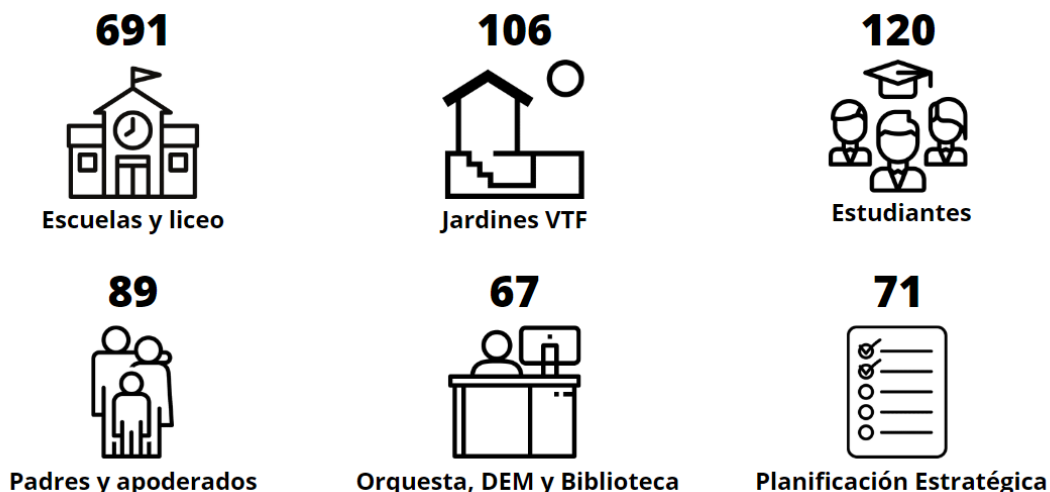 691
106
120
Escuelas y liceo
Jardines VTF
Estudiantes
89
67
71
Padres y apoderados
Orquesta, DEM y Biblioteca
Planificación Estratégica